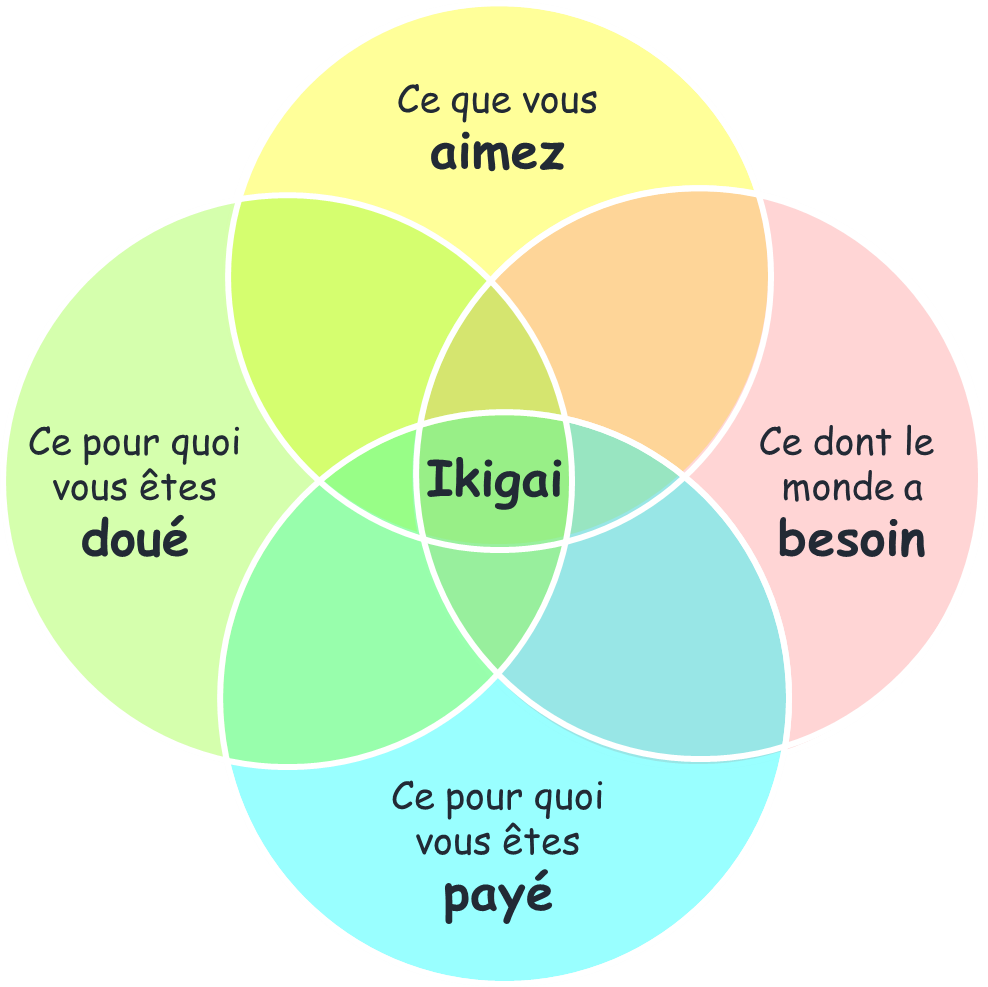 Ce que vous
aimez
Ce pour quoi
vous êtes
doué
Ikigai
Ce dont le
monde a
besoin
Ce pour quoi
vous êtes
payé